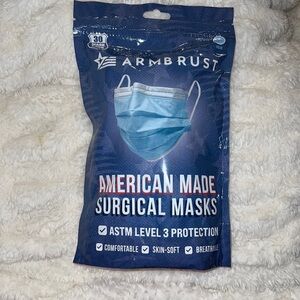 30
ARMBRUST
AMERICAN MADE
SURGICAL MASKS
ASTM LEVEL 3 PROTECTION
COMFORTABLE SKIN-SOFT BREATHABLE